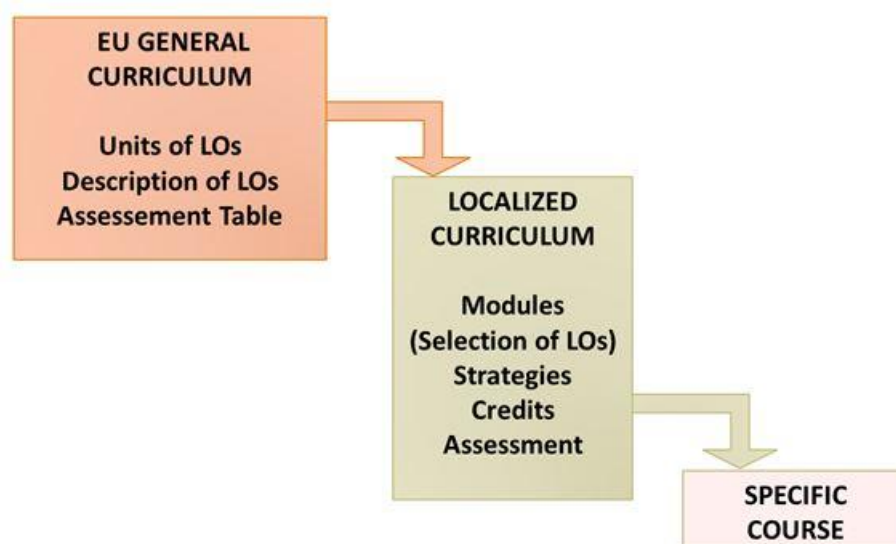 EU GENERAL
CURRICULUM
Units of LOs
Description of LOs
Assessement Table
LOCALIZED
CURRICULUM
Modules
(Selection of LOs)
Strategies
Credits
Assessment
SPECIFIC
COURSE